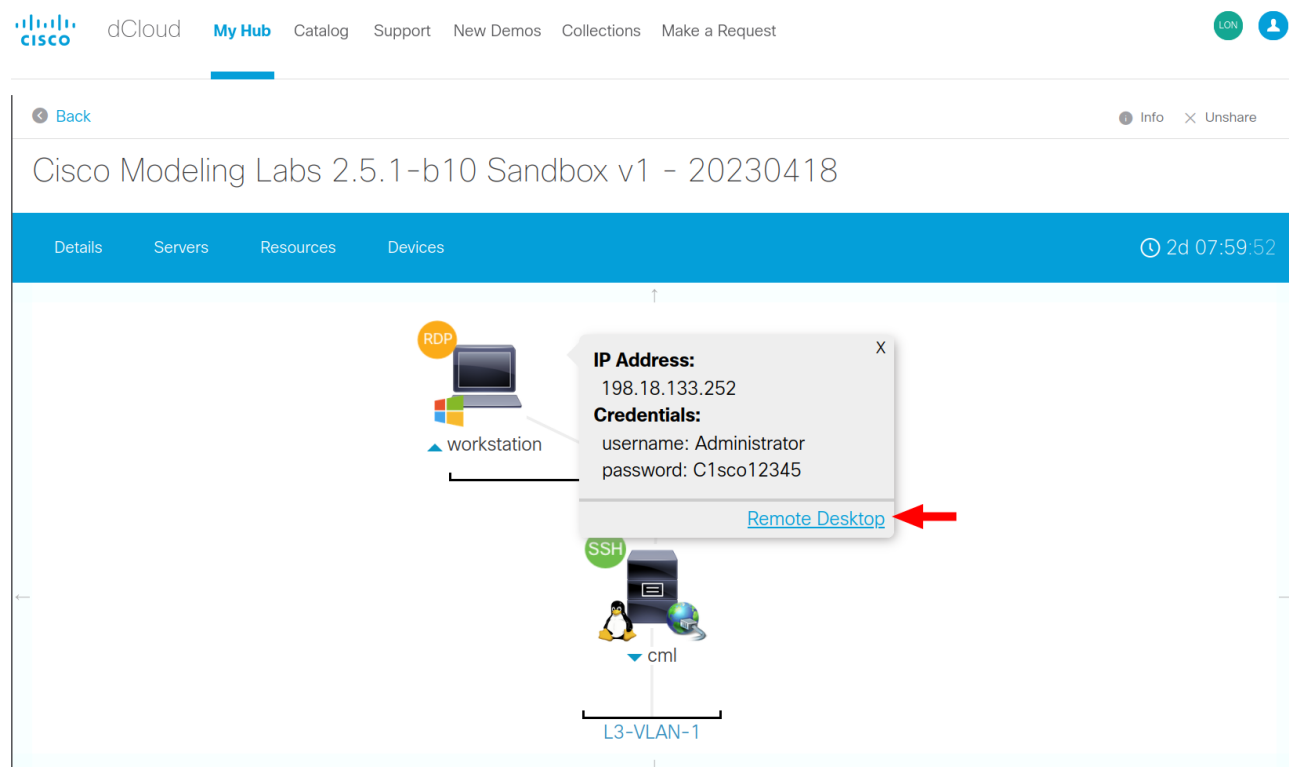 CISCO dCloud My Hub Catalog Support New Demos Collections Make a Request LON
Back Info Unshare
Cisco Modeling Labs 2.5.1-b10 Sandbox v1 - 20230418
Details Servers Resources Devices 2d 07:59:52
RDP
X
IP Address:
198.18.133.252
Credentials:
username: Administrator
password: C1sco12345
Remote Desktop
workstation
SSH
cml
L3-VLAN-1